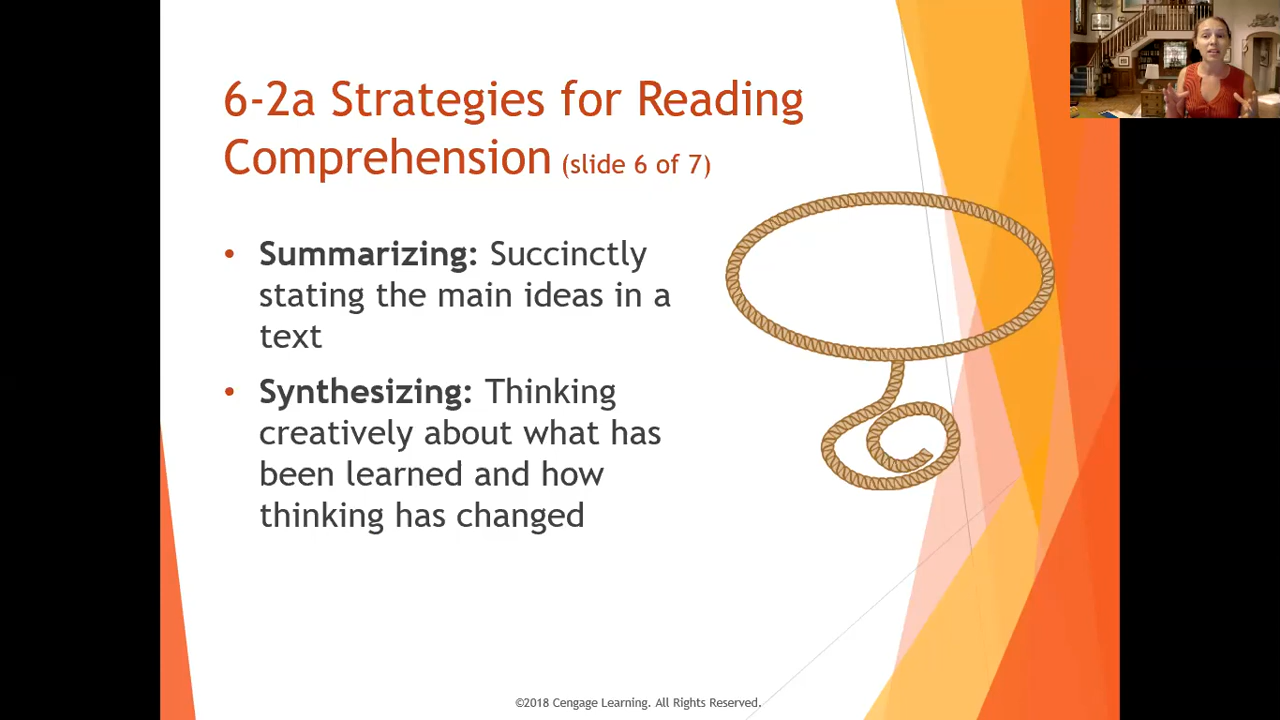 6-2a Strategies for Reading
Comprehension (slide 6 of 7)
• Summarizing: Succinctly
stating the main ideas in a
text
• Synthesizing: Thinking
creatively about what has
been learned and how
thinking has changed
©2018 Cengage Learning. All Rights Reserved.